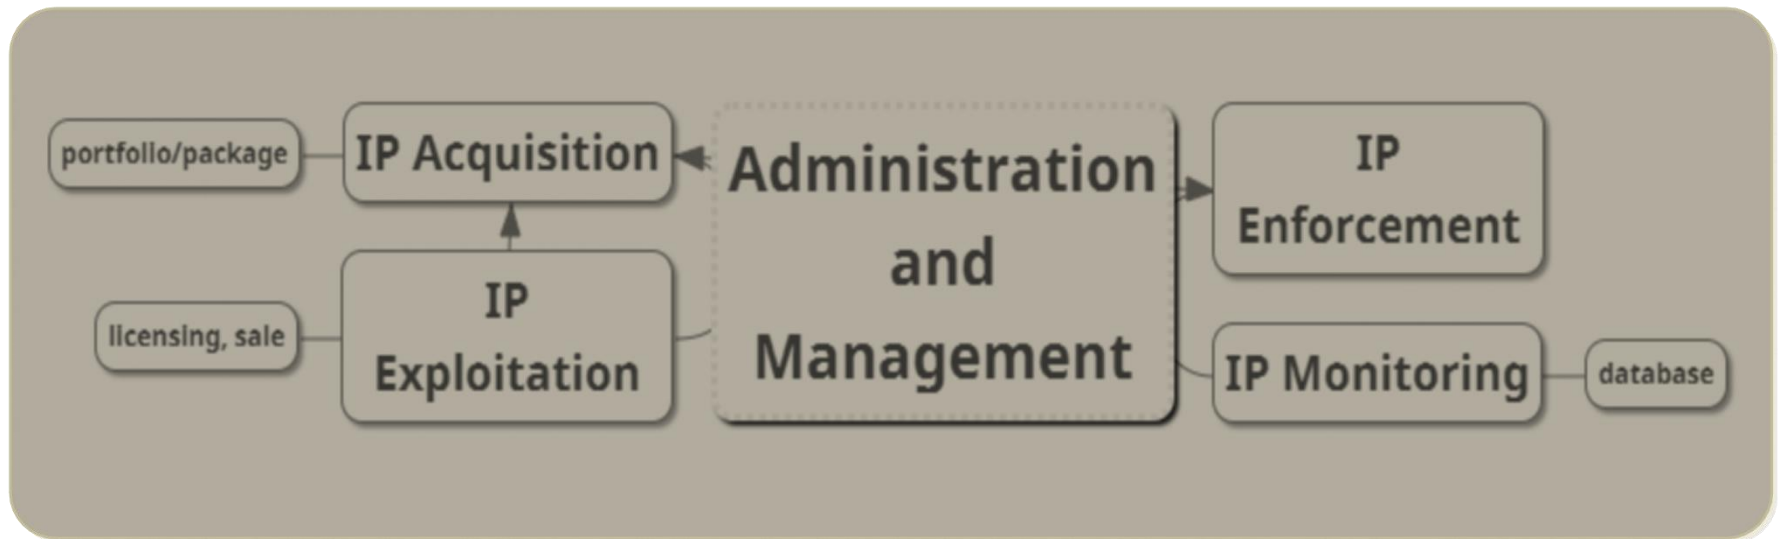 portfolio/package
IP Acquisition
licensing, sale
IP
Exploitation
Administration
and
Management
IP
Enforcement
IP Monitoring
database